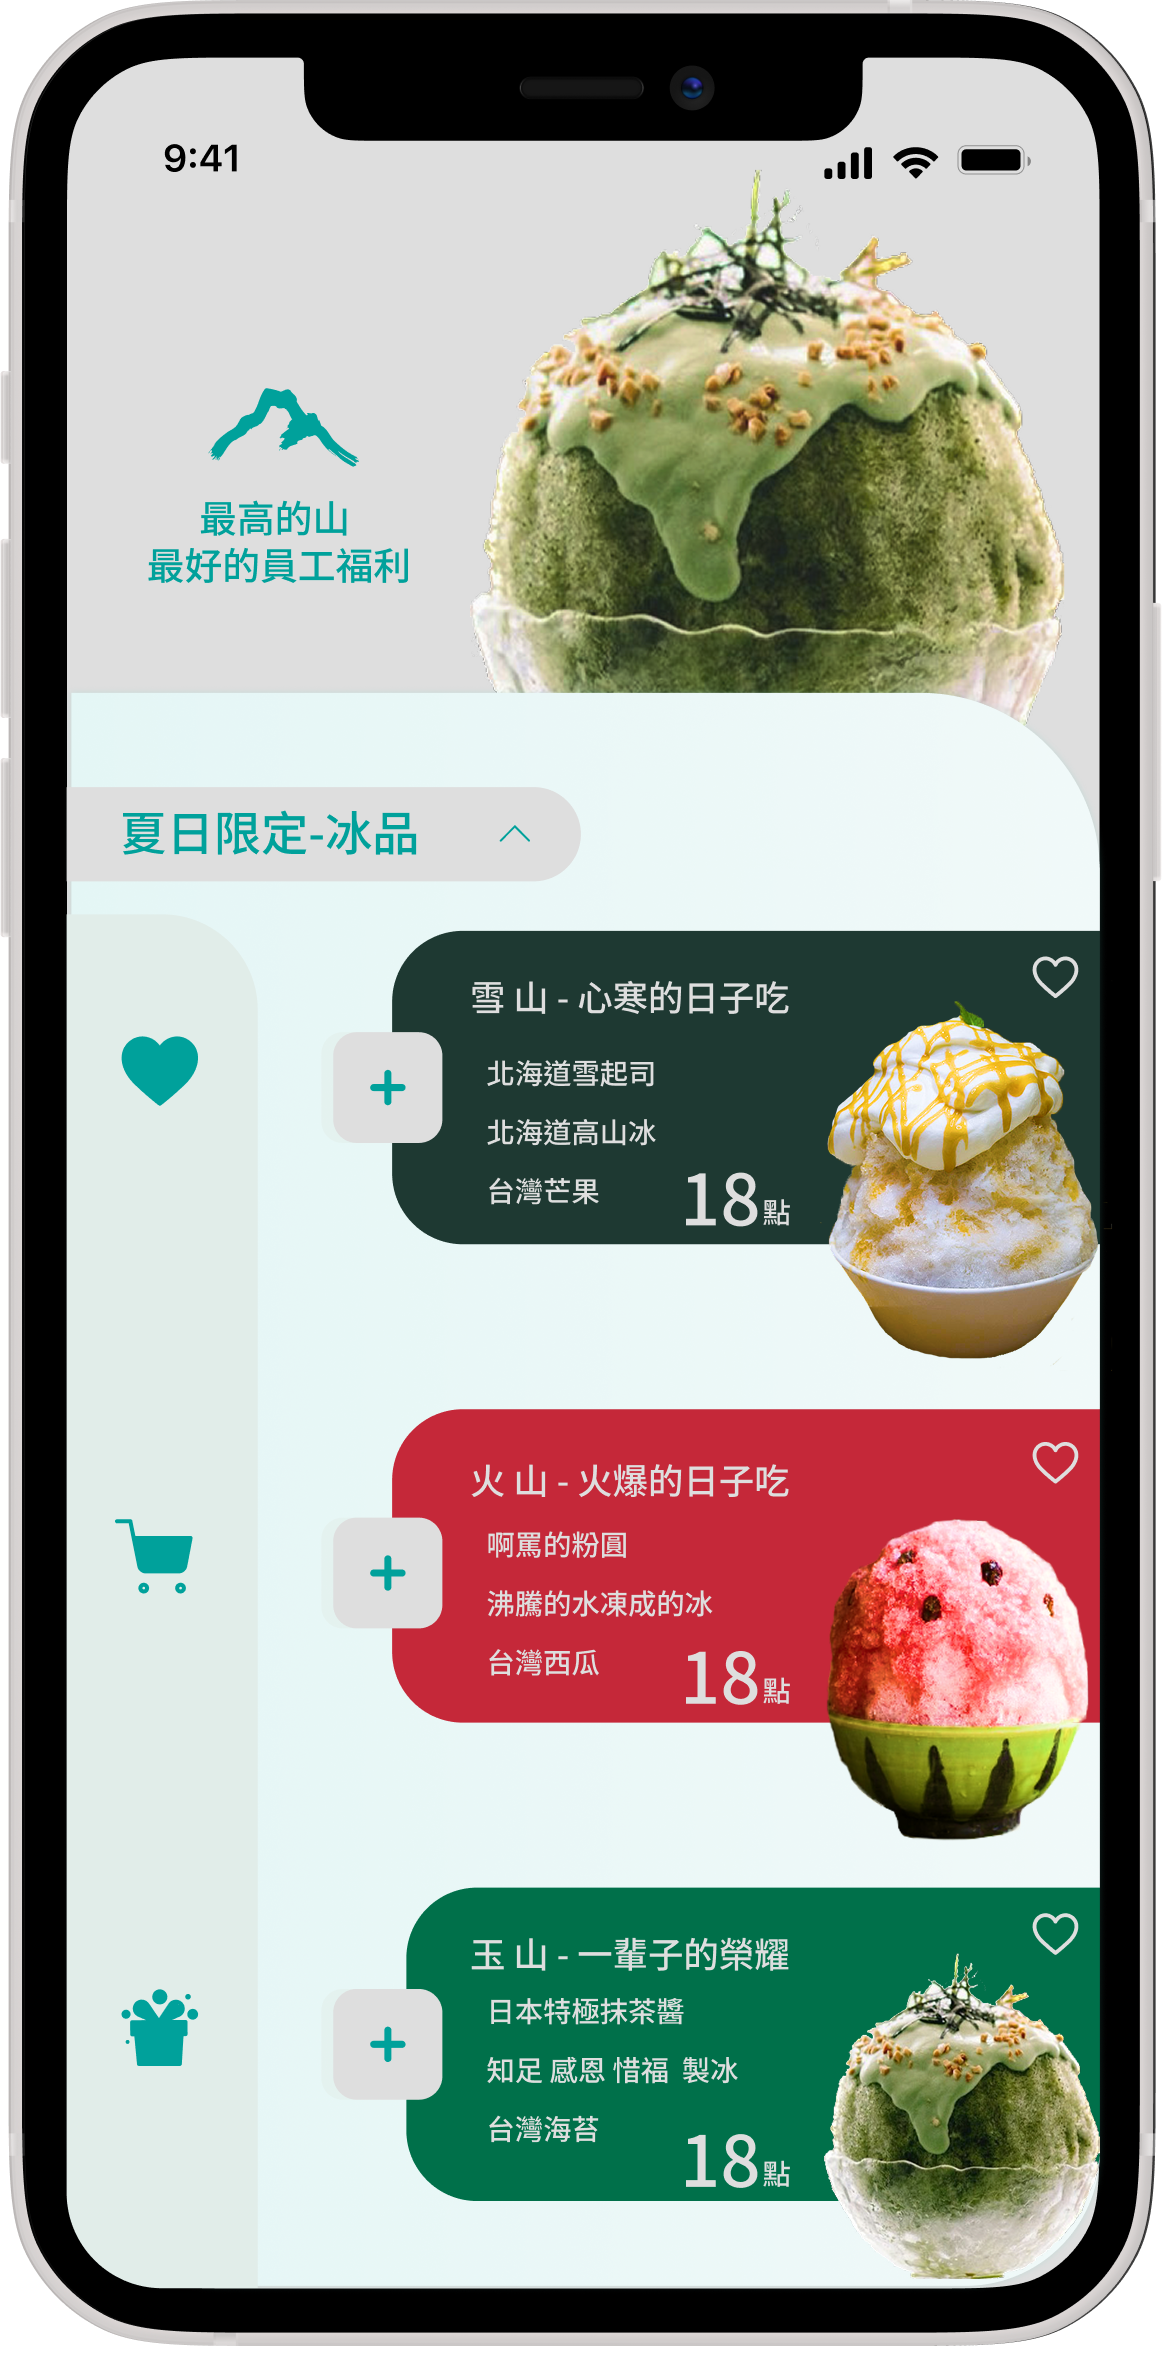 9:41
最高的山
最好的員工福利
夏日限定-冰品
雪 山 - 心寒的日子吃
北海道雪起司
北海道高山冰
台灣芒果
18點
火 山 - 火爆的日子吃
啊罵的粉圓
沸騰的水凍成的冰
台灣西瓜
18點
玉 山 - 一輩子的榮耀
日本特極抹茶醬
知足 感恩 惜福 製冰
台灣海苔
18點